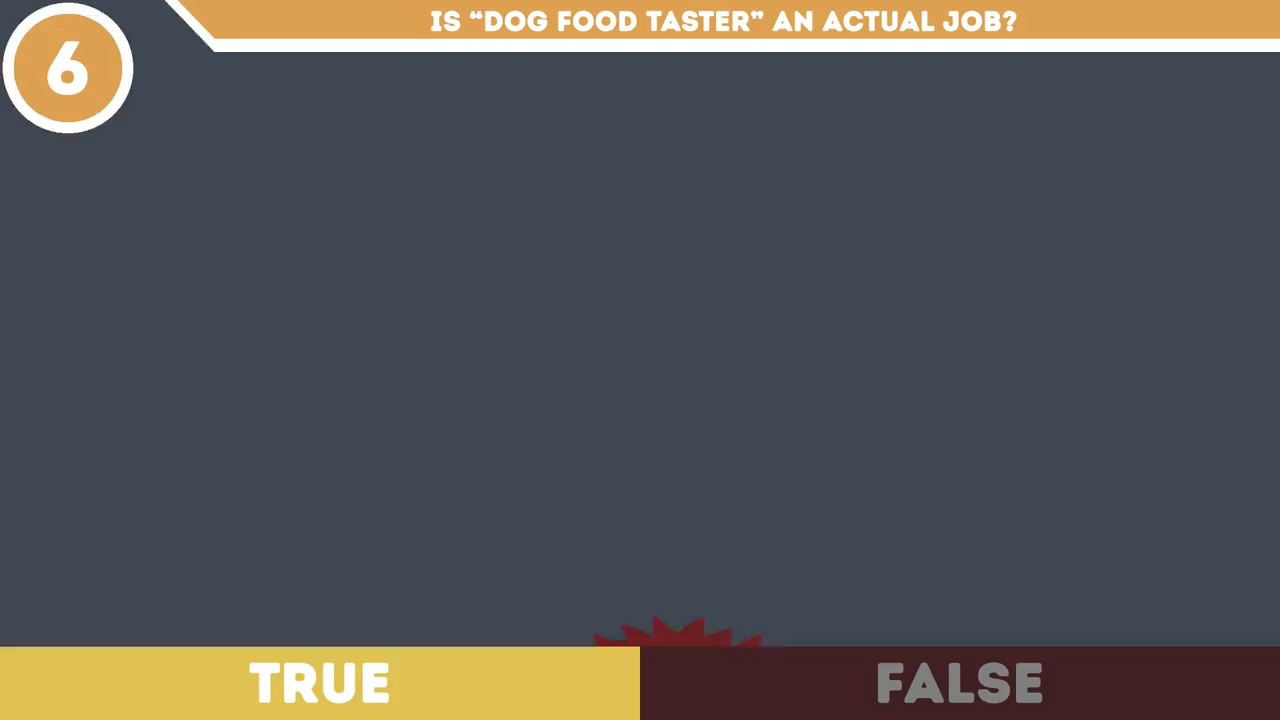 6
IS “DOG FOOD TASTER” AN ACTUAL JOB?
TRUE
FALSE